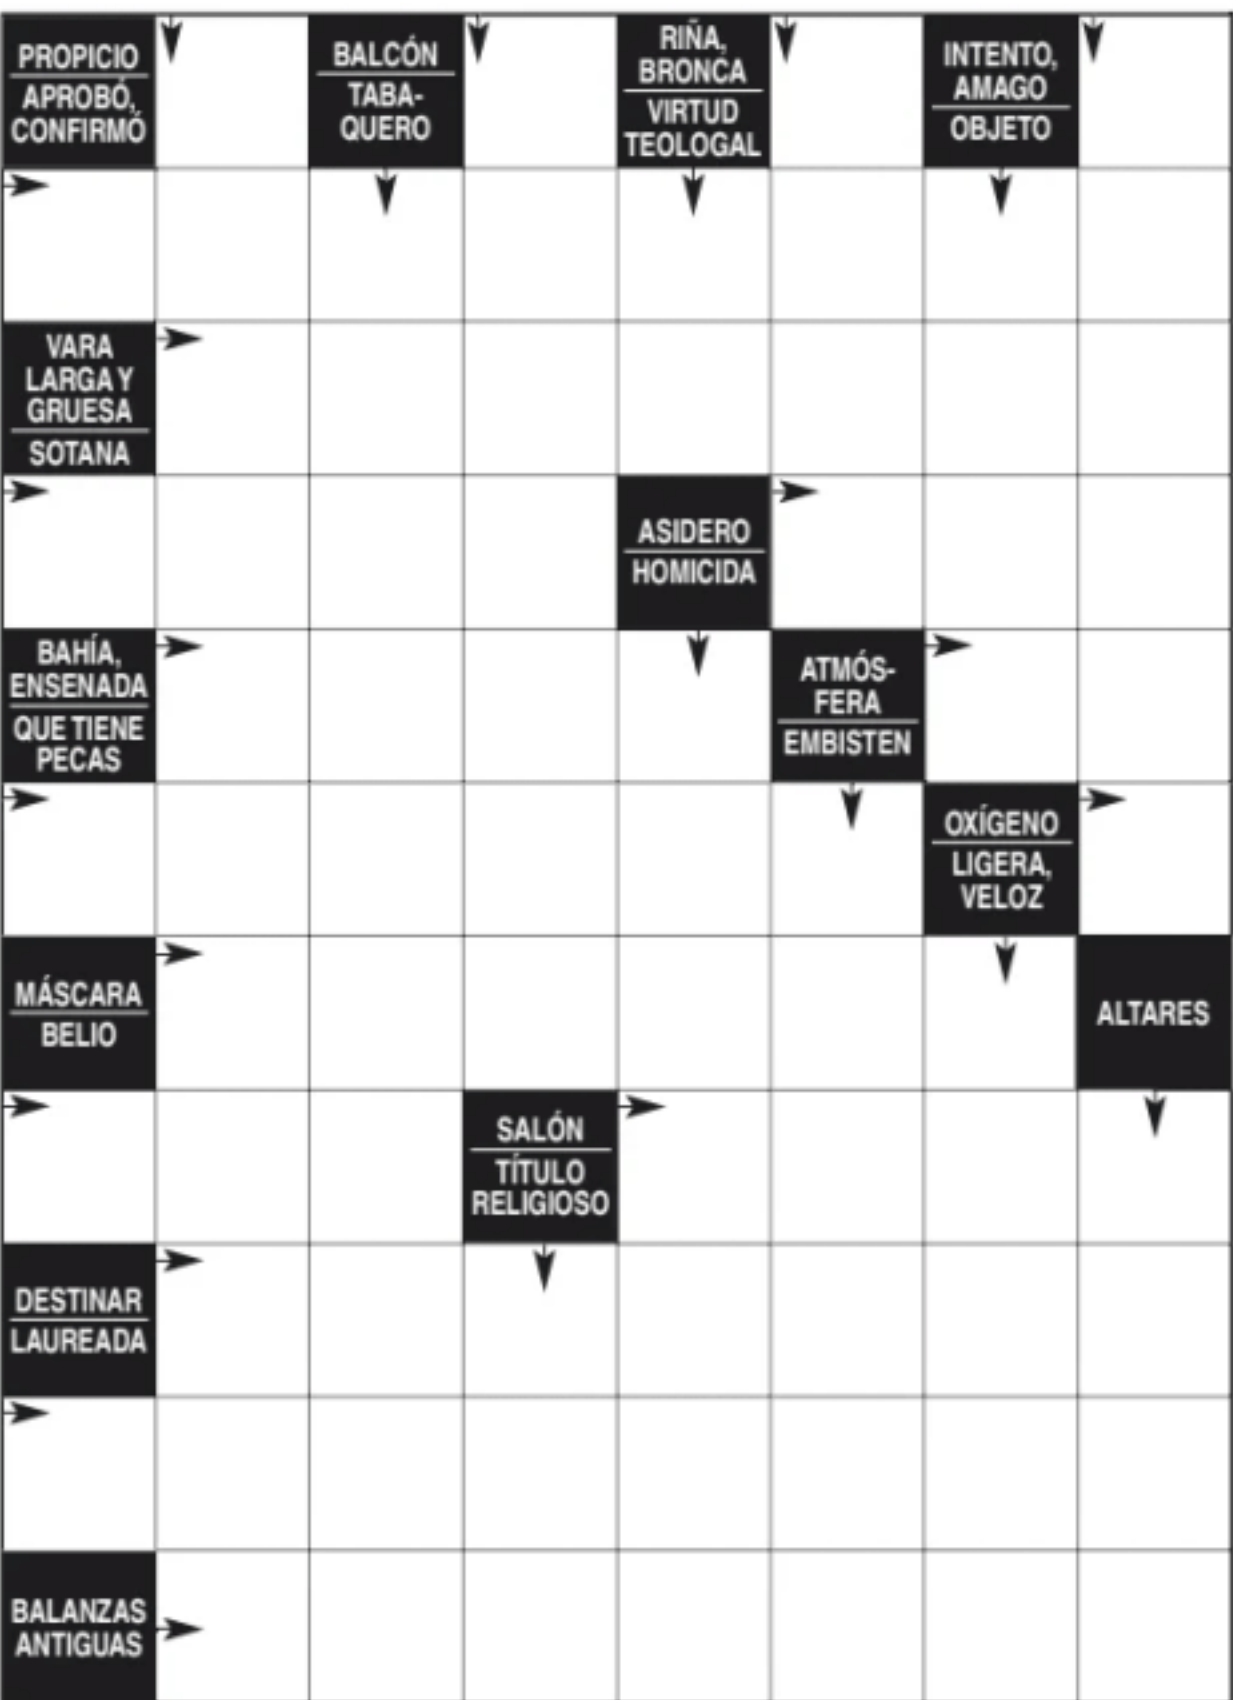 PROPICIO
APROBÓ,
CONFIRMÓ
BALCÓN
TABA-
QUERO
RIÑA,
BRONCA
VIRTUD
TEOLOGAL
INTENTO,
AMAGO
OBJETO
VARA
LARGA Y
GRUESA
SOTANA
ASIDERO
HOMICIDA
BAHÍA,
ENSENADA
QUE TIENE
PECAS
ATMÓS-
FERA
EMBISTEN
OXÍGENO
LIGERA,
VELOZ
MÁSCARA
BELIO
ALTARES
SALÓN
TÍTULO
RELIGIOSO
DESTINAR
LAUREADA
BALANZAS
ANTIGUAS